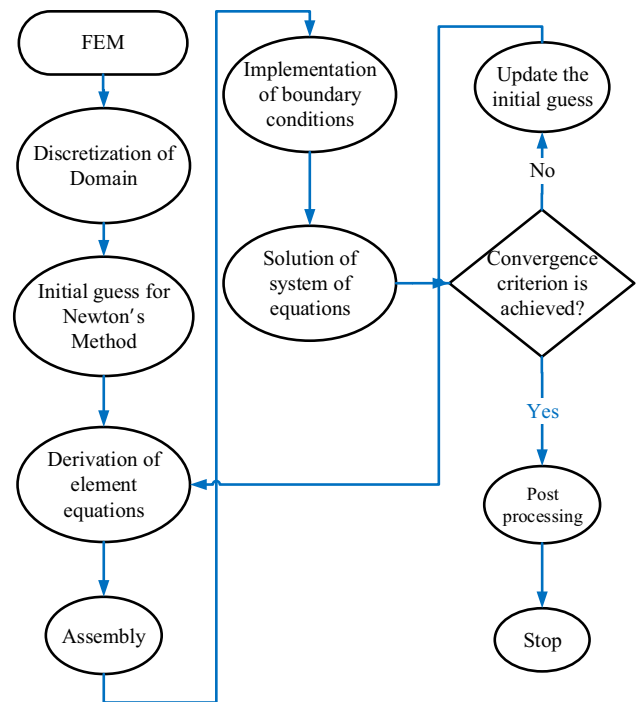 FEM
Discretization of
Domain
Initial guess for
Newton's
Method
Derivation of
element
equations
Assembly
Implementation
of boundary
conditions
Solution of
system of
equations
Update the
initial guess
No
Convergence
criterion is
achieved?
Yes
Post
processing
Stop